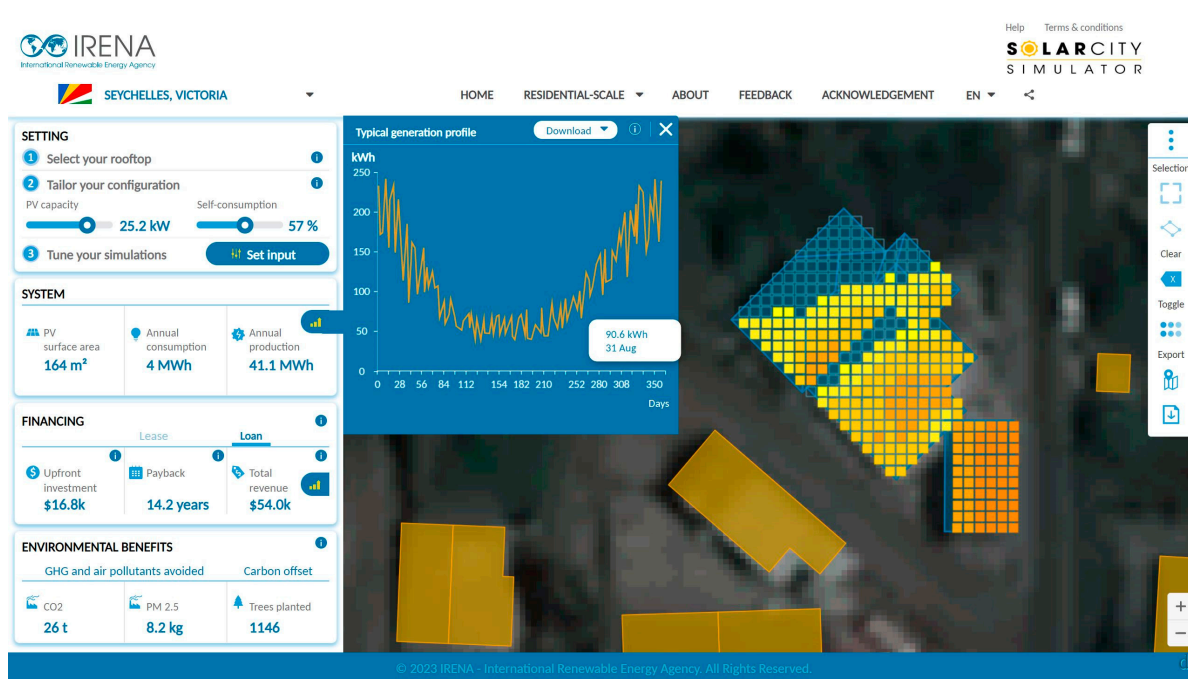 IRENA
International Renewable Energy Agency
Help Terms & conditions
SOLARCITY
SIMULATOR
SEYCHELLES, VICTORIA
HOME RESIDENTIAL-SCALE ABOUT FEEDBACK ACKNOWLEDGEMENT EN
SETTING
1 Select your rooftop
2 Tailor your configuration
PV capacity Self-consumption
25.2 kW 57 %
3 Tune your simulations Set input
SYSTEM
PV surface area
164 m²
Annual consumption
4 MWh
Annual production
41.1 MWh
FINANCING
Lease Loan
Upfront investment
$16.8k
Payback
14.2 years
Total revenue
$54.0k
ENVIRONMENTAL BENEFITS
GHG and air pollutants avoided Carbon offset
CO2 PM 2.5 Trees planted
26 t 8.2 kg 1146
Typical generation profile Download
kWh
250
200
150
100
50
0
90.6 kWh
31 Aug
0 28 56 84 112 154 182 210 252 280 308 350
Days
Selection
Clear
X
Toggle
Export
+
−
© 2023 IRENA - International Renewable Energy Agency. All Rights Reserved.